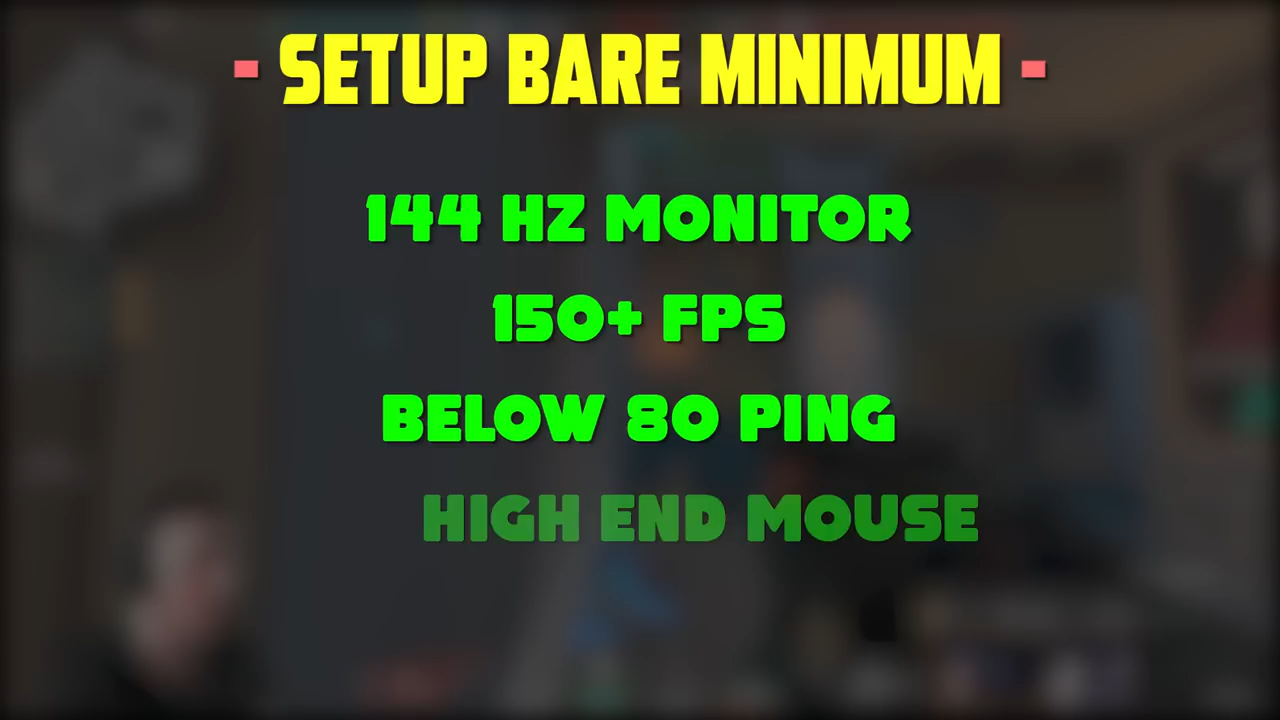 - SETUP BARE MINIMUM -
144 HZ MONITOR
150+ FPS
BELOW 80 PING
HIGH END MOUSE